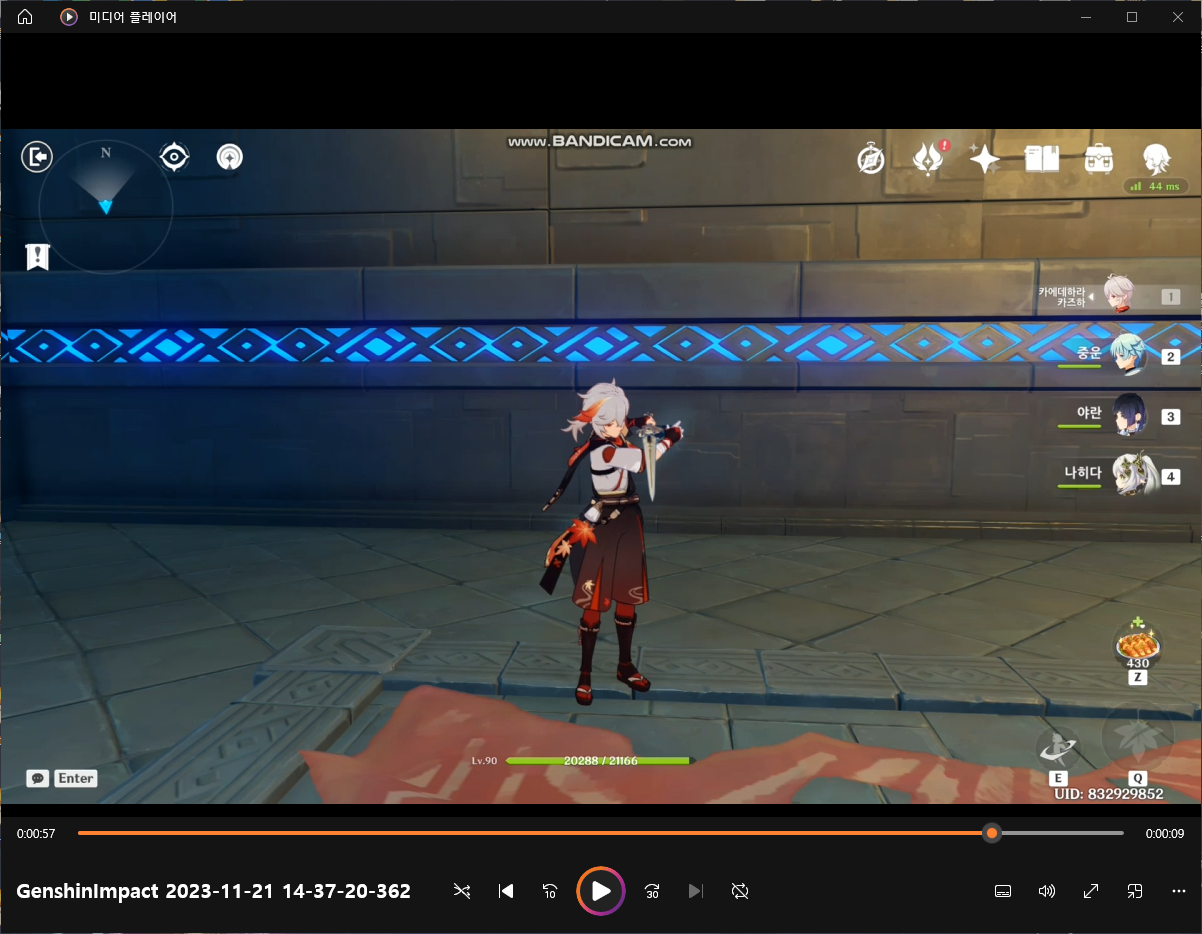 미디어 플레이어
N
www.BANDICAM.com
44 ms
카에데하라
카즈하
1
중운
2
야란
3
나히다
4
430
Z
Lv.90
20288 / 21166
Enter
E
Q
UID: 832929852
0:00:57
0:00:09
GenshinImpact 2023-11-21 14-37-20-362
10
30